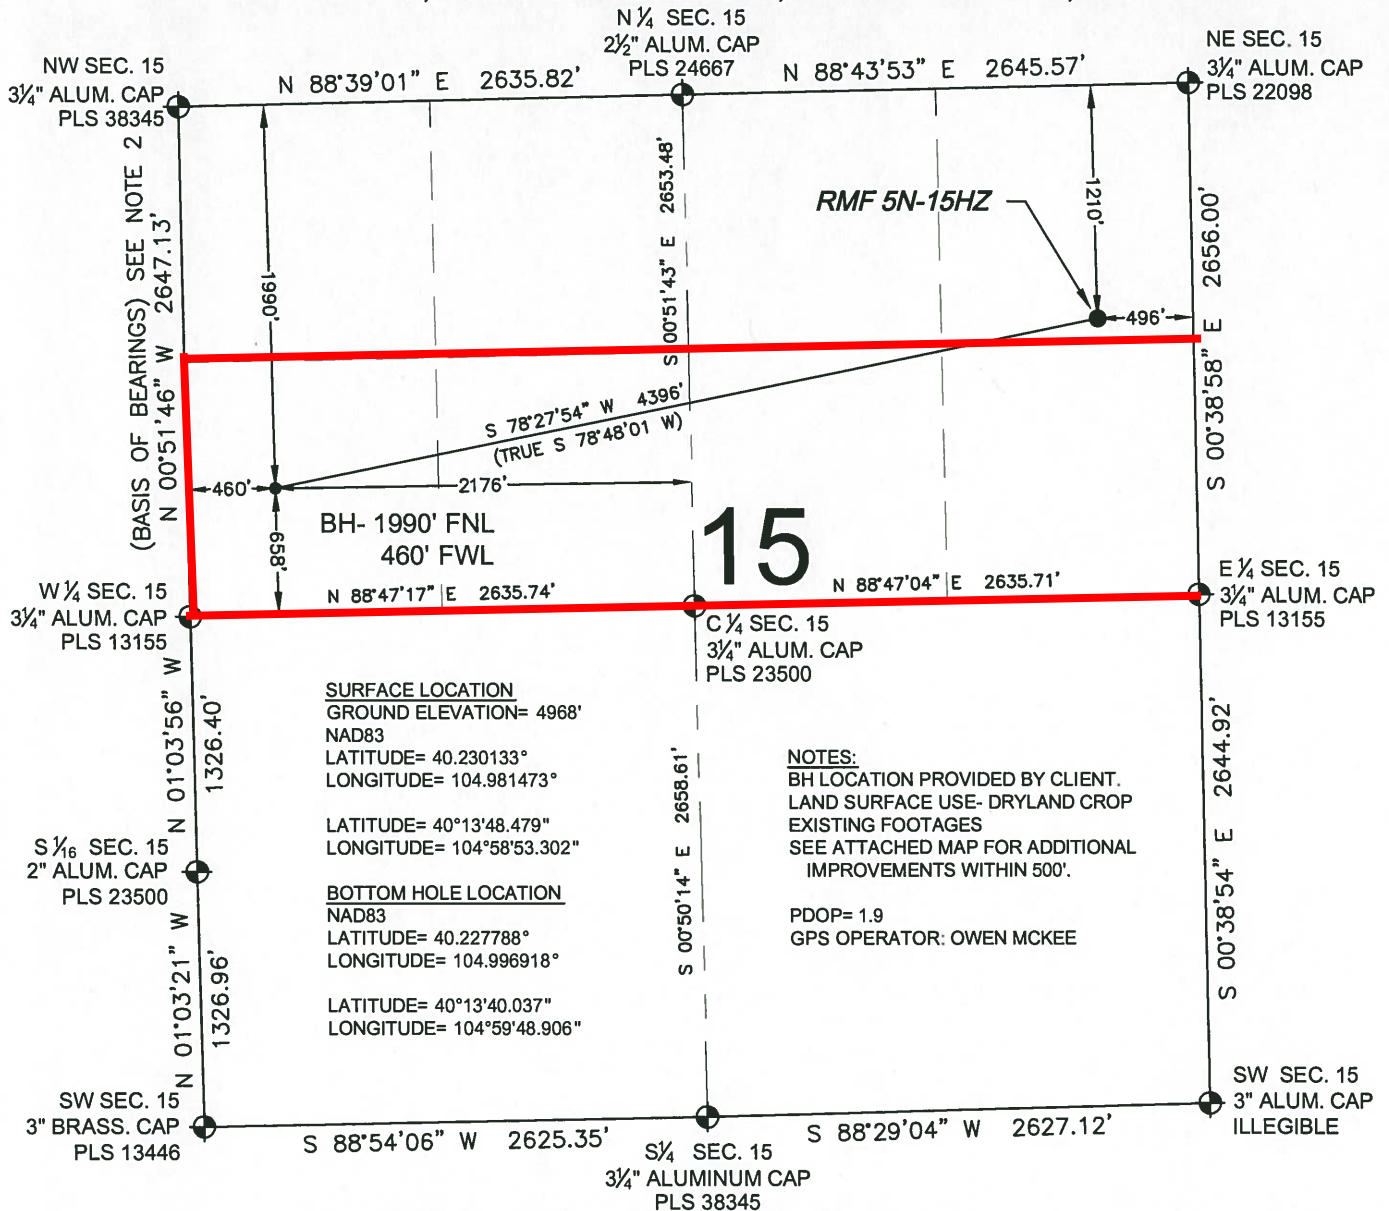 N ¼ SEC. 15
2½" ALUM. CAP
PLS 24667
NE SEC. 15
3¼" ALUM. CAP
PLS 22098
NW SEC. 15
3¼" ALUM. CAP
PLS 38345
N 88°39'01" E 2635.82'
N 88°43'53" E 2645.57'
(BASIS OF BEARINGS) SEE NOTE 2
N 00°51'46" W 2647.13'
1990'
S 00°51'43" E 2653.48'
RMF 5N-15HZ
1210'
496'
S 00°38'58" E 2656.00'
S 78°27'54" W 4396'
(TRUE S 78°48'01 W)
460'
2176'
658'
BH- 1990' FNL
460' FWL
15
W ¼ SEC. 15
3¼" ALUM. CAP
PLS 13155
N 88°47'17" E 2635.74'
N 88°47'04" E 2635.71'
E ¼ SEC. 15
3¼" ALUM. CAP
PLS 13155
C ¼ SEC. 15
3¼" ALUM. CAP
PLS 23500
N 01°03'56" W
1326.40'
SURFACE LOCATION
GROUND ELEVATION= 4968'
NAD83
LATITUDE= 40.230133°
LONGITUDE= 104.981473°
LATITUDE= 40°13'48.479"
LONGITUDE= 104°58'53.302"
BOTTOM HOLE LOCATION
NAD83
LATITUDE= 40.227788°
LONGITUDE= 104.996918°
LATITUDE= 40°13'40.037"
LONGITUDE= 104°59'48.906"
S 00°50'14" E 2658.61'
NOTES:
BH LOCATION PROVIDED BY CLIENT.
LAND SURFACE USE- DRYLAND CROP
EXISTING FOOTAGES
SEE ATTACHED MAP FOR ADDITIONAL
IMPROVEMENTS WITHIN 500'.
PDOP= 1.9
GPS OPERATOR: OWEN MCKEE
S 00°38'54" E 2644.92'
S 1⁄16 SEC. 15
2" ALUM. CAP
PLS 23500
N 01°03'21" W
1326.96'
SW SEC. 15
3" BRASS. CAP
PLS 13446
S 88°54'06" W 2625.35'
S¼ SEC. 15
3¼" ALUMINUM CAP
PLS 38345
S 88°29'04" W 2627.12'
SW SEC. 15
3" ALUM. CAP
ILLEGIBLE